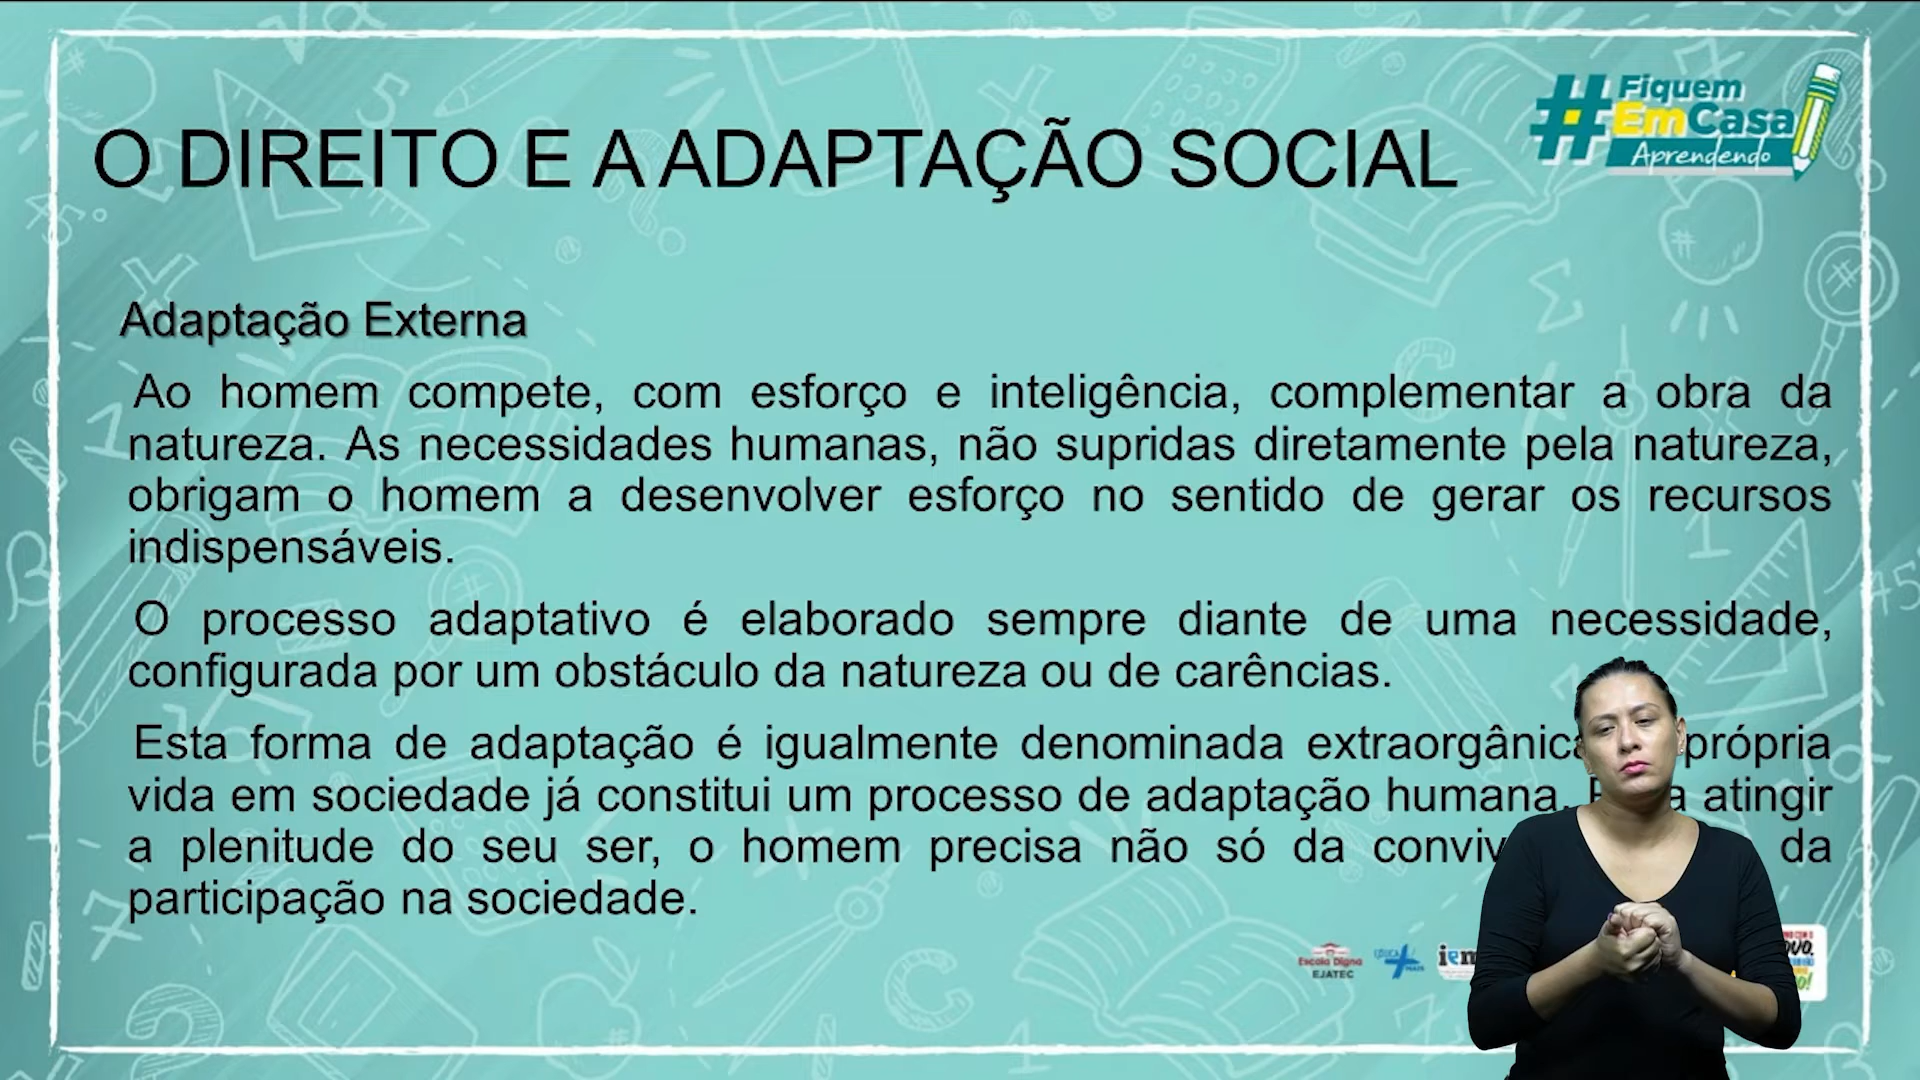 O DIREITO E A ADAPTAÇÃO SOCIAL
#Fiquem
EmCasa
Aprendendo
Adaptação Externa
Ao homem compete, com esforço e inteligência, complementar a obra da
natureza. As necessidades humanas, não supridas diretamente pela natureza,
obrigam o homem a desenvolver esforço no sentido de gerar os recursos
indispensáveis.
O processo adaptativo é elaborado sempre diante de uma necessidade,
configurada por um obstáculo da natureza ou de carências.
Esta forma de adaptação é igualmente denominada própria
vida em sociedade já constitui um processo de adaptação humana. atingir
a plenitude do seu ser, o homem precisa não só da da
participação na sociedade.
Escola Digna
EJATEC
MAIS